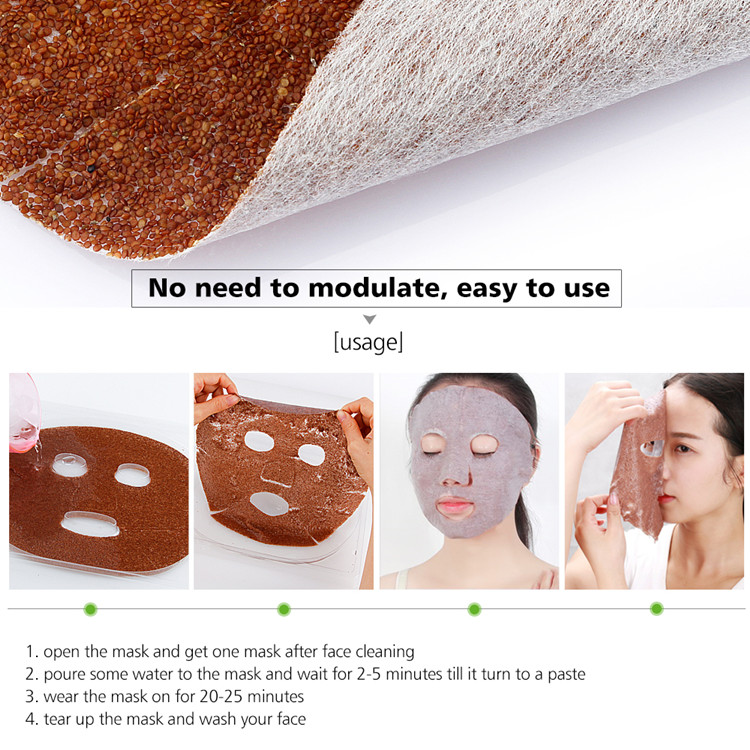 No need to modulate, easy to use
[usage]
1. open the mask and get one mask after face cleaning
2. poure some water to the mask and wait for 2-5 minutes till it turn to a paste
3. wear the mask on for 20-25 minutes
4. tear up the mask and wash your face